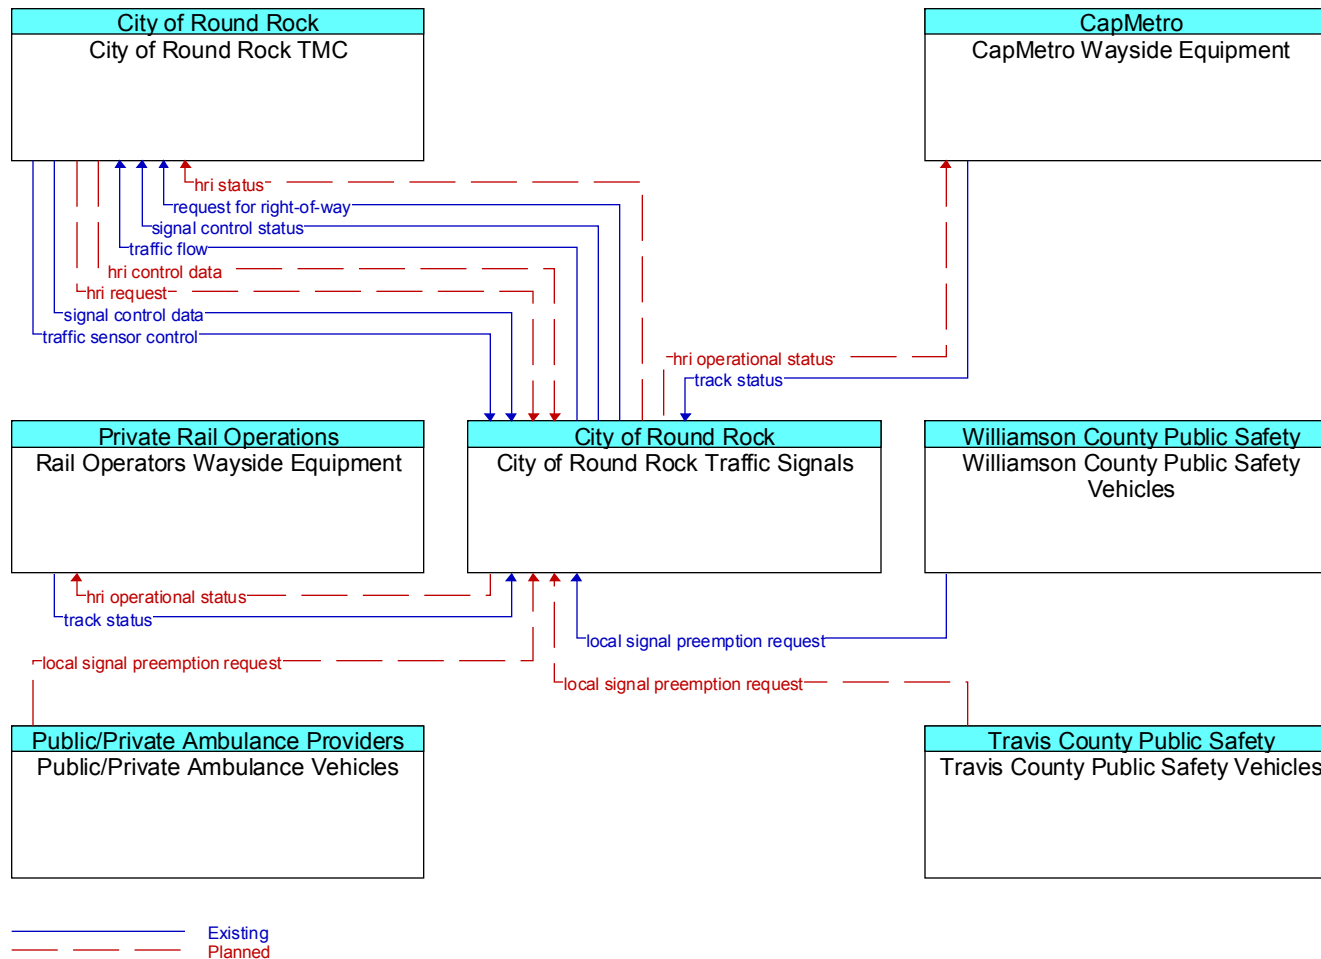 City of Round Rock
City of Round Rock TMC
CapMetro
CapMetro Wayside Equipment
hri status
request for right-of-way
signal control status
traffic flow
hri control data
hri request
signal control data
traffic sensor control
hri operational status
track status
Private Rail Operations
Rail Operators Wayside Equipment
City of Round Rock
City of Round Rock Traffic Signals
Williamson County Public Safety
Williamson County Public Safety
Vehicles
hri operational status
track status
local signal preemption request
local signal preemption request
local signal preemption request
Public/Private Ambulance Providers
Public/Private Ambulance Vehicles
Travis County Public Safety
Travis County Public Safety Vehicles
Existing
Planned